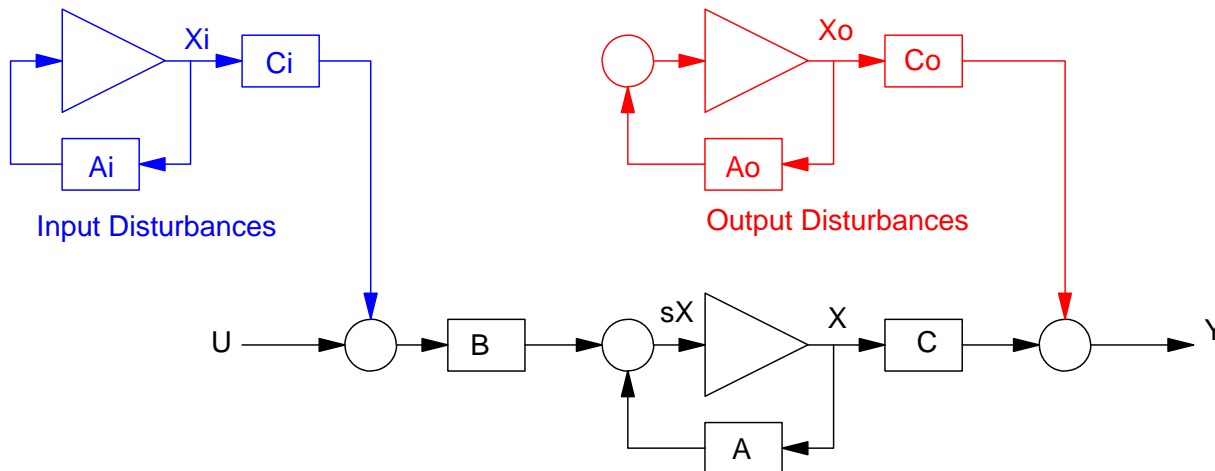 Xi
Ci
Ai
Input Disturbances
Xo
Co
Ao
Output Disturbances
U
B
sX
X
C
Y
A